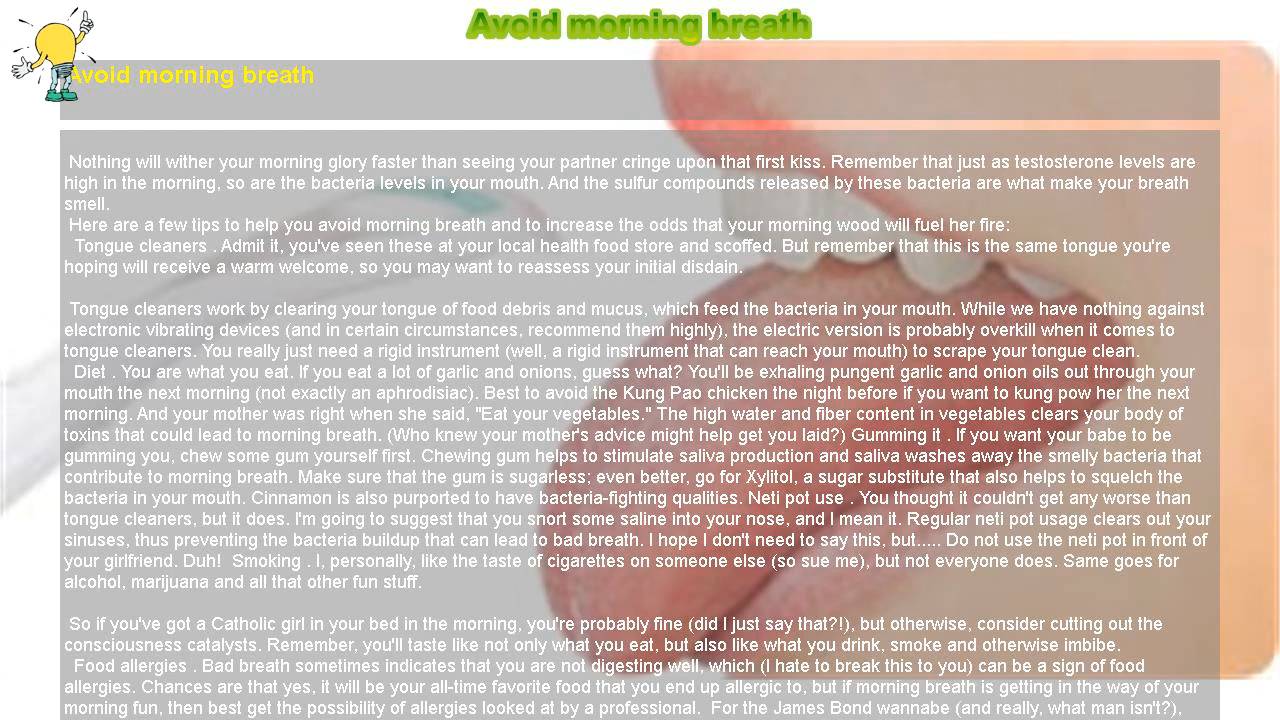 Avoid morning breath
Avoid morning breath
Nothing will wither your morning glory faster than seeing your partner cringe upon that first kiss. Remember that just as testosterone levels are
high in the morning, so are the bacteria levels in your mouth. And the sulfur compounds released by these bacteria are what make your breath
smell.
Here are a few tips to help you avoid morning breath and to increase the odds that your morning wood will fuel her fire:
Tongue cleaners . Admit it, you've seen these at your local health food store and scoffed. But remember that this is the same tongue you're
hoping will receive a warm welcome, so you may want to reassess your initial disdain.
Tongue cleaners work by clearing your tongue of food debris and mucus, which feed the bacteria in your mouth. While we have nothing against
electronic vibrating devices (and in certain circumstances, recommend them highly), the electric version is probably overkill when it comes to
tongue cleaners. You really just need a rigid instrument (well, a rigid instrument that can reach your mouth) to scrape your tongue clean.
Diet . You are what you eat. If you eat a lot of garlic and onions, guess what? You'll be exhaling pungent garlic and onion oils out through your
mouth the next morning (not exactly an aphrodisiac). Best to avoid the Kung Pao chicken the night before if you want to kung pow her the next
morning. And your mother was right when she said, "Eat your vegetables." The high water and fiber content in vegetables clears your body of
toxins that could lead to morning breath. (Who knew your mother's advice might help get you laid?) Gumming it . If you want your babe to be
gumming you, chew some gum yourself first. Chewing gum helps to stimulate saliva production and saliva washes away the smelly bacteria that
contribute to morning breath. Make sure that the gum is sugarless; even better, go for Xylitol, a sugar substitute that also helps to squelch the
bacteria in your mouth. Cinnamon is also purported to have bacteria-fighting qualities. Neti pot use . You thought it couldn't get any worse than
tongue cleaners, but it does. I'm going to suggest that you snort some saline into your nose, and I mean it. Regular neti pot usage clears out your
sinuses, thus preventing the bacteria buildup that can lead to bad breath. I hope I don't need to say this, but..... Do not use the neti pot in front of
your girlfriend. Duh!  Smoking . I, personally, like the taste of cigarettes on someone else (so sue me), but not everyone does. Same goes for
alcohol, marijuana and all that other fun stuff.
So if you've got a Catholic girl in your bed in the morning, you're probably fine (did I just say that?!), but otherwise, consider cutting out the
consciousness catalysts. Remember, you'll taste like not only what you eat, but also like what you drink, smoke and otherwise imbibe.
Food allergies . Bad breath sometimes indicates that you are not digesting well, which (I hate to break this to you) can be a sign of food
allergies. Chances are that yes, it will be your all-time favorite food that you end up allergic to, but if morning breath is getting in the way of your
morning fun, then best get the possibility of allergies looked at by a professional.  For the James Bond wannabe (and really, what man isn't?),